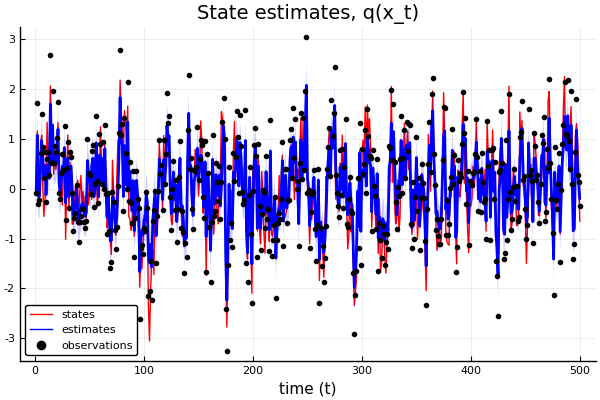 State estimates, q(x_t)
3
2
1
0
-1
-2
-3
states
estimates
observations
0
100
200
300
400
500
time (t)